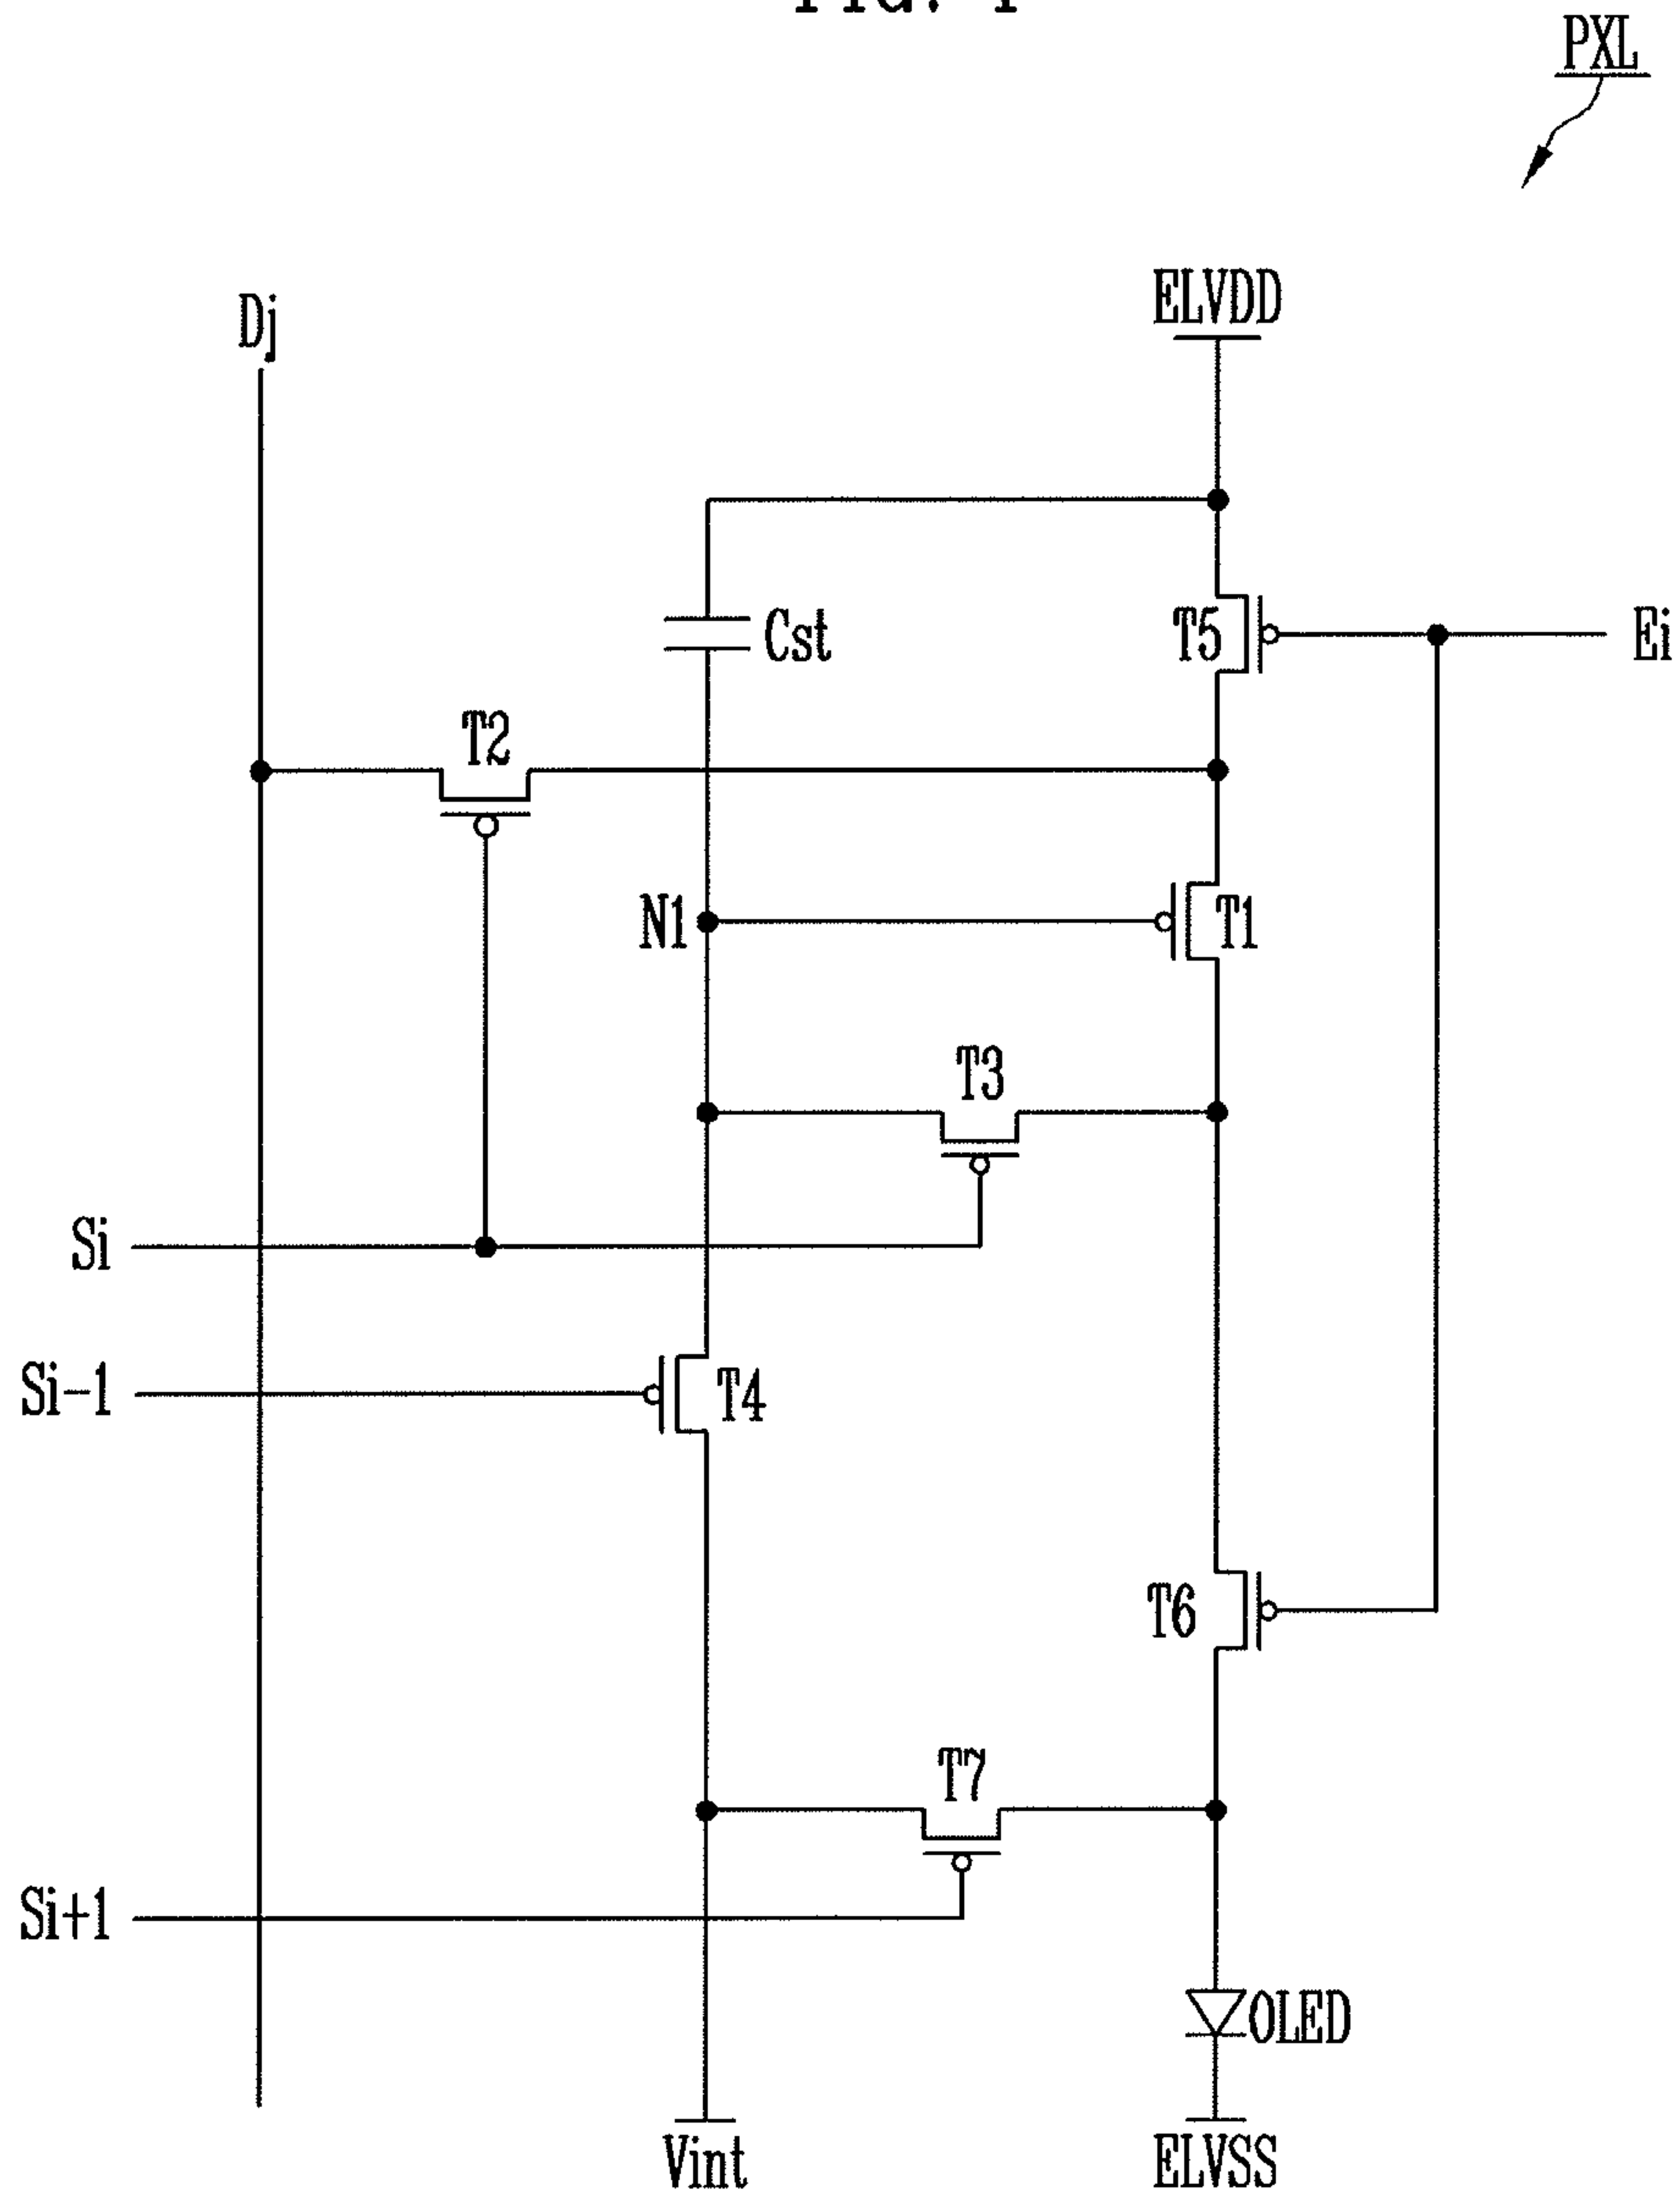 PXL
ELVDD
Dj
T5
Ei
Cst
T2
N1
T1
T3
Si
Si-1
T4
T6
T7
Si+1
OLED
Vint
ELVSS